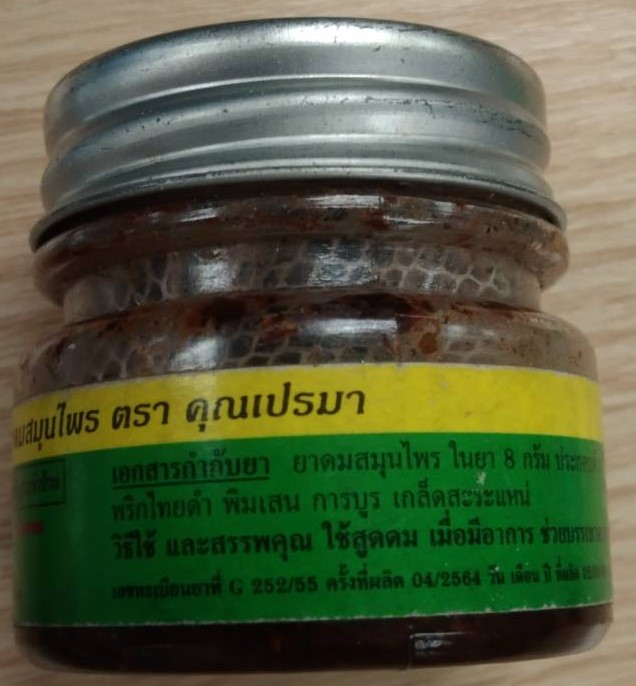 ดมสมุนไพร ตรา คุณเปรมา
เอกสารกำกับยา ยาดมสมุนไพร ในยา 8 กรัม
พริกไทยดำ พิมเสน การบูร เกล็ดสะระแหน่
วิธีใช้ และสรรพคุณ ใช้สูดดม เมื่อมีอาการ
เลขทะเบียนยาที่ G 252/55 ครั้งที่ผลิต 04/2564 วัน เดือน ปี ที่ผลิต